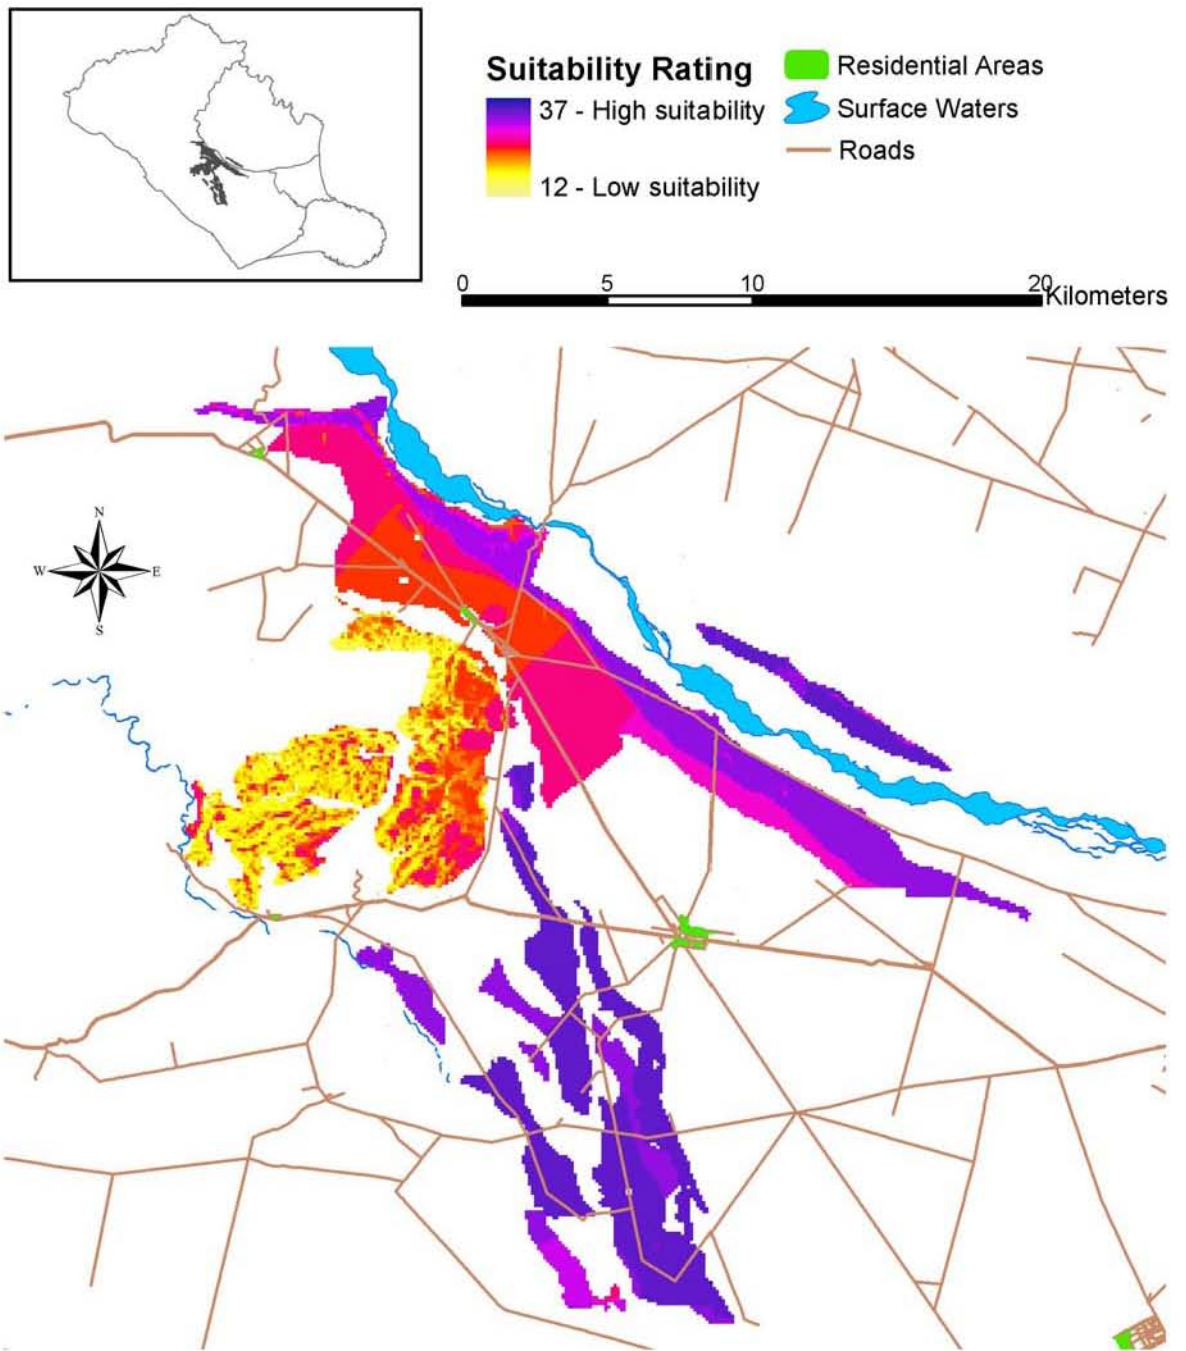 Suitability Rating
37 - High suitability
12 - Low suitability
Residential Areas
Surface Waters
Roads
0 5 10 20
Kilometers
N
W E
S